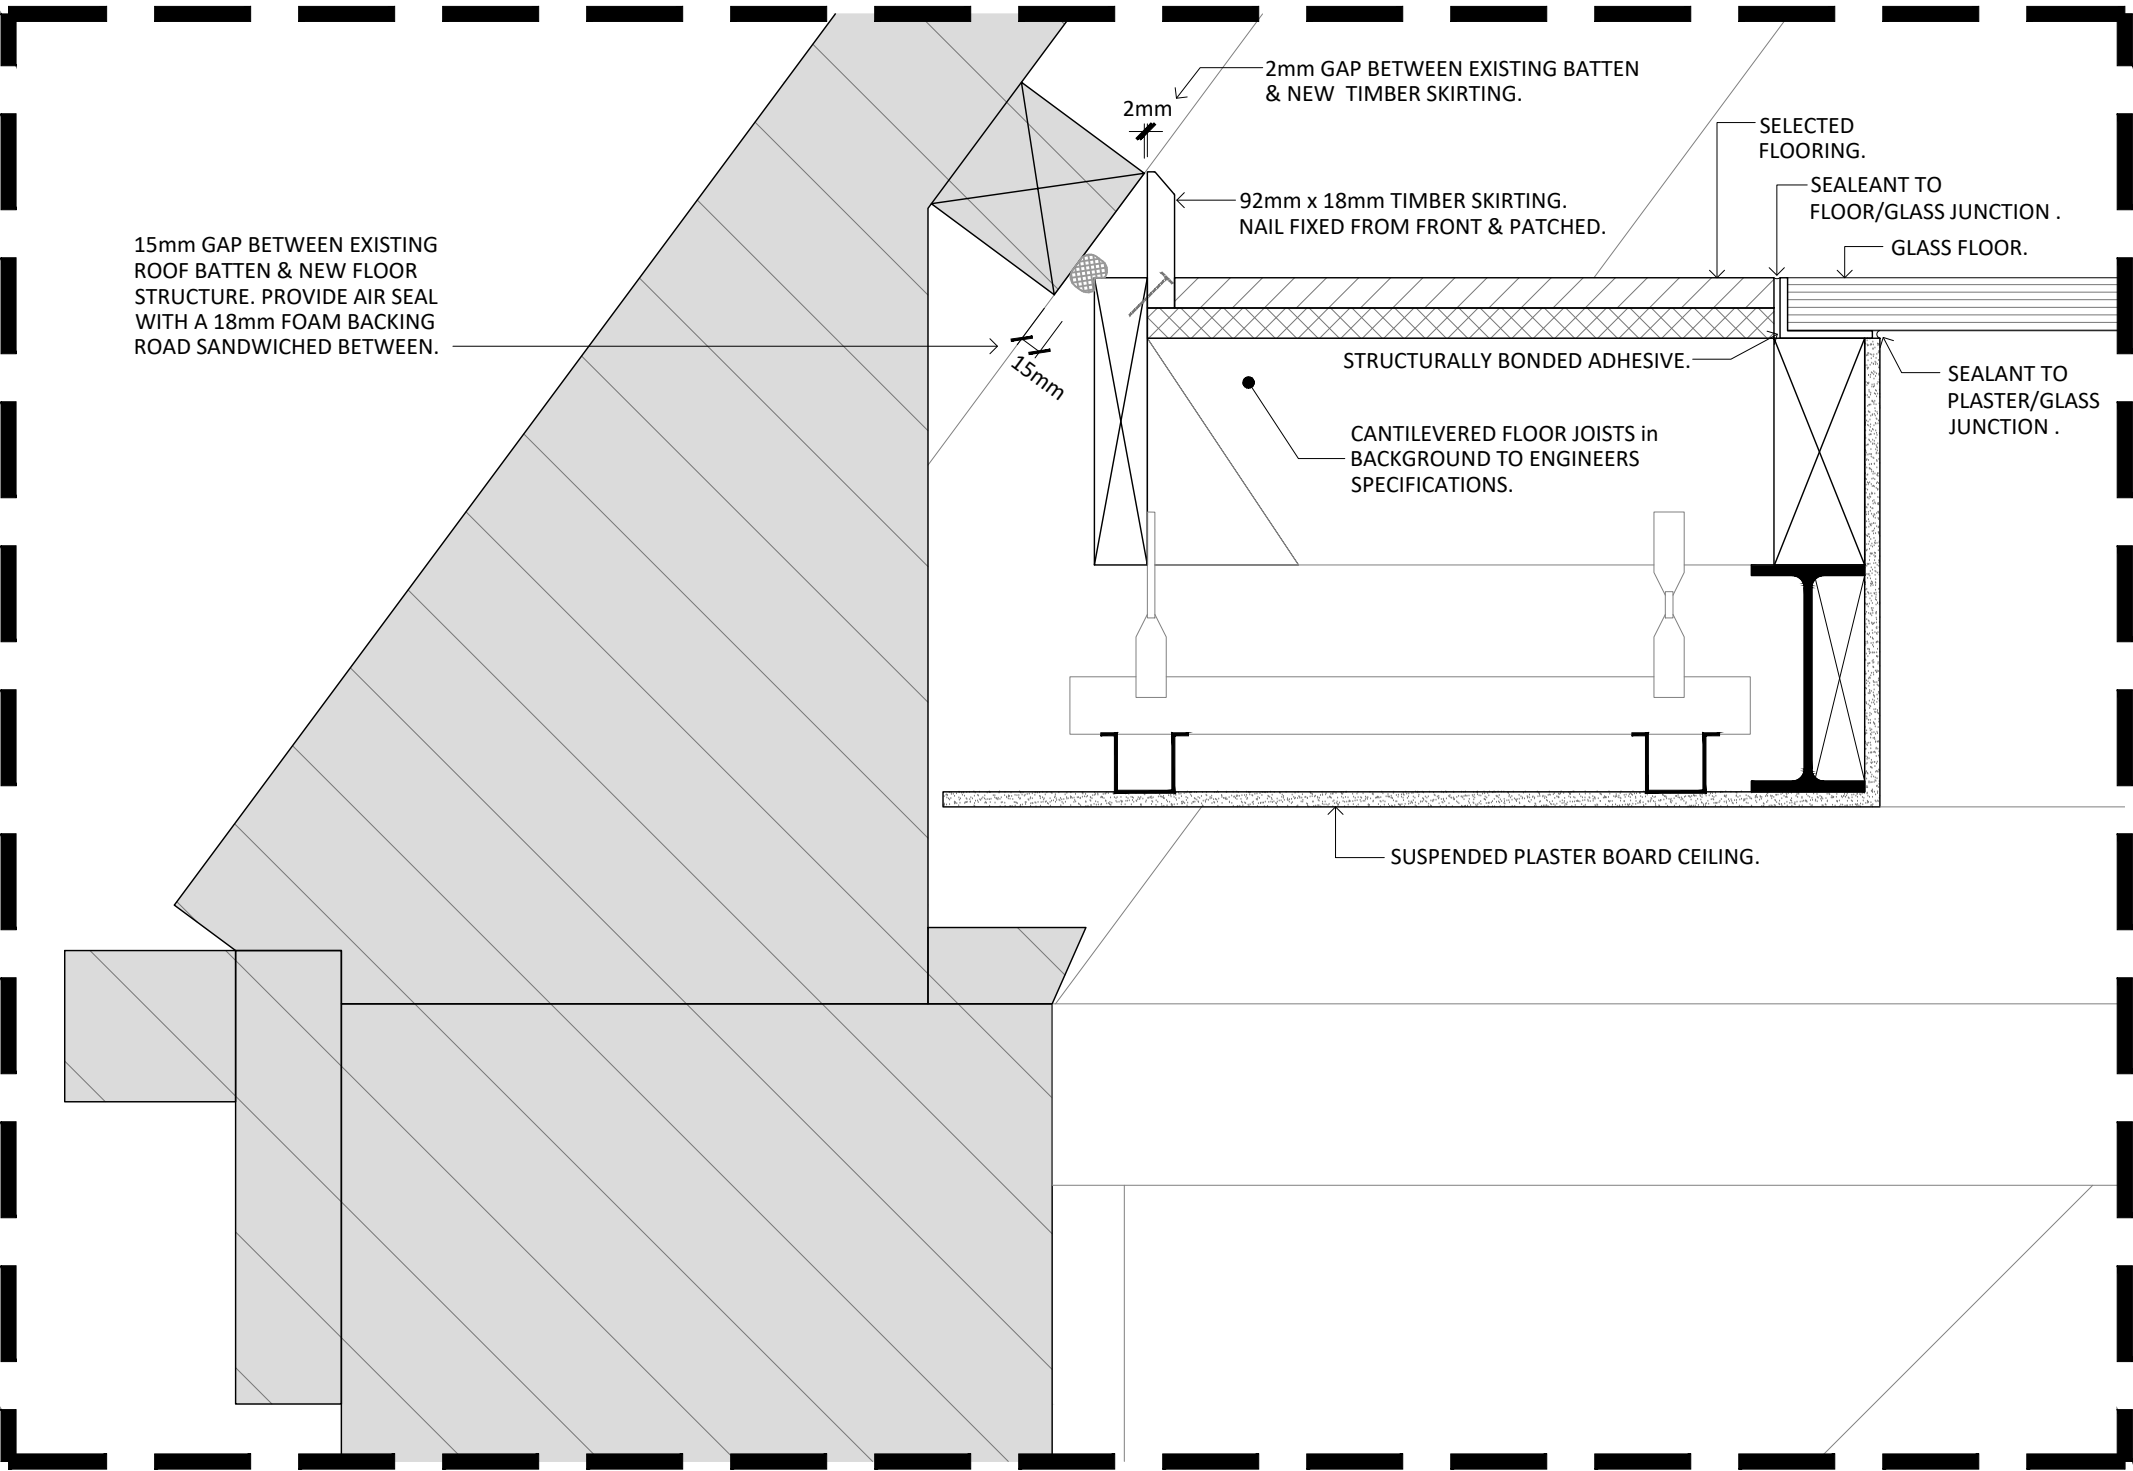 2mm GAP BETWEEN EXISTING BATTEN
& NEW TIMBER SKIRTING.
2mm
SELECTED
FLOORING.
SEALEANT TO
FLOOR/GLASS JUNCTION .
92mm x 18mm TIMBER SKIRTING.
NAIL FIXED FROM FRONT & PATCHED.
GLASS FLOOR.
15mm GAP BETWEEN EXISTING
ROOF BATTEN & NEW FLOOR
STRUCTURE. PROVIDE AIR SEAL
WITH A 18mm FOAM BACKING
ROAD SANDWICHED BETWEEN.
15mm
STRUCTURALLY BONDED ADHESIVE.
SEALANT TO
PLASTER/GLASS
JUNCTION .
CANTILEVERED FLOOR JOISTS in
BACKGROUND TO ENGINEERS
SPECIFICATIONS.
SUSPENDED PLASTER BOARD CEILING.